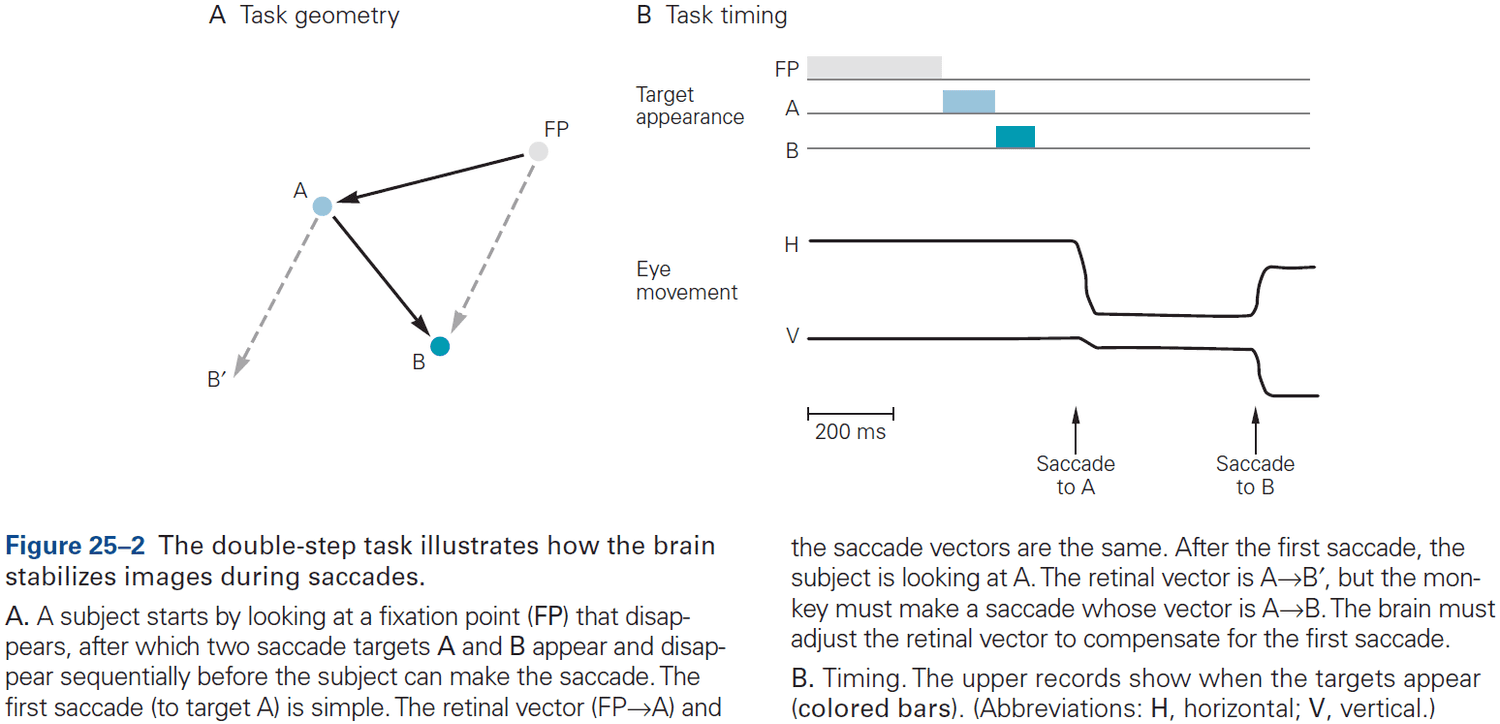 A Task geometry
FP
A
B
B′
B Task timing
Target
appearance
FP
A
B
Eye
movement
H
V
200 ms
Saccade
to A
Saccade
to B
Figure 25–2 The double-step task illustrates how the brain
stabilizes images during saccades.
A. A subject starts by looking at a fixation point (FP) that disap-
pears, after which two saccade targets A and B appear and disap-
pear sequentially before the subject can make the saccade. The
first saccade (to target A) is simple. The retinal vector (FP→A) and
the saccade vectors are the same. After the first saccade, the
subject is looking at A. The retinal vector is A→B′, but the mon-
key must make a saccade whose vector is A→B. The brain must
adjust the retinal vector to compensate for the first saccade.
B. Timing. The upper records show when the targets appear
(colored bars). (Abbreviations: H, horizontal; V, vertical.)